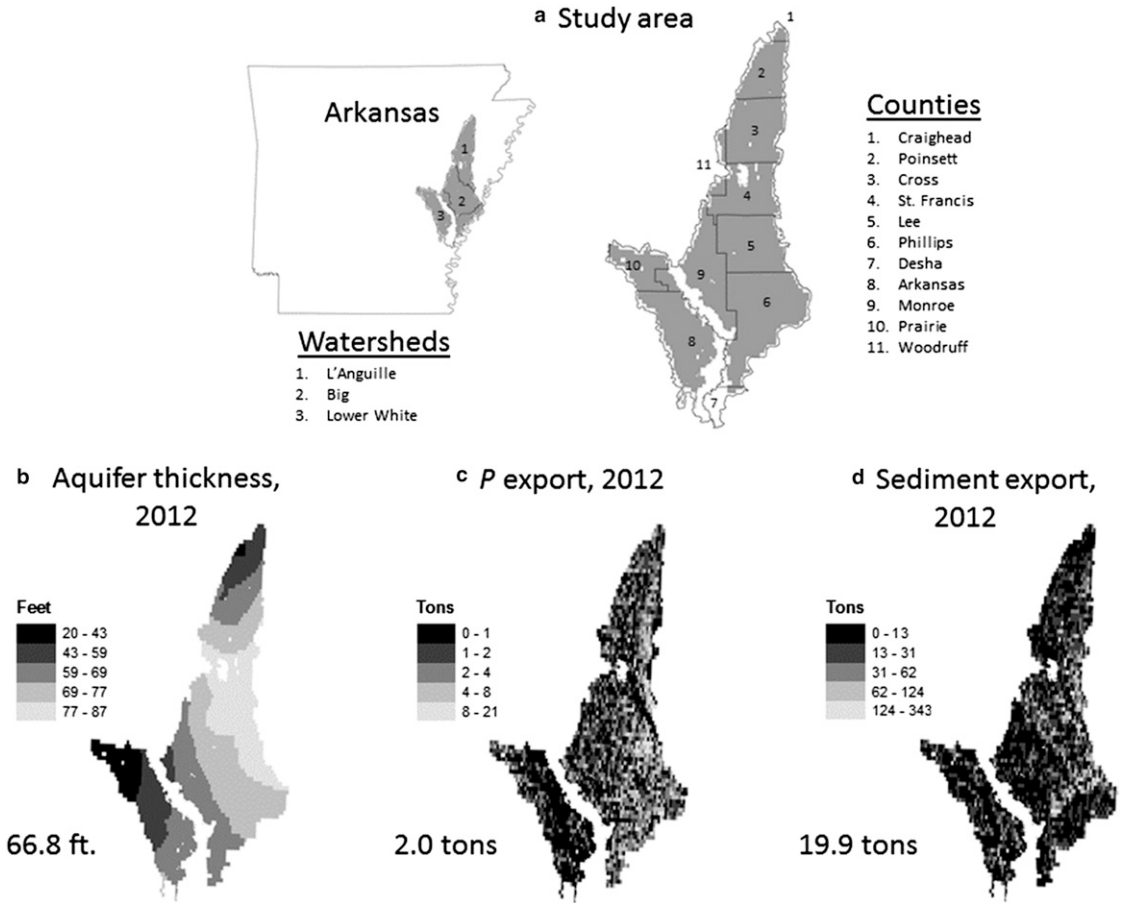 a Study area
Arkansas
1
2
3
Watersheds
1. L'Anguille
2. Big
3. Lower White
1
2
3
11
4
5
10
9
6
8
7
Counties
1. Craighead
2. Poinsett
3. Cross
4. St. Francis
5. Lee
6. Phillips
7. Desha
8. Arkansas
9. Monroe
10. Prairie
11. Woodruff
b Aquifer thickness,
2012
Feet
20 - 43
43 - 59
59 - 69
69 - 77
77 - 87
66.8 ft.
c P export, 2012
Tons
0 - 1
1 - 2
2 - 4
4 - 8
8 - 21
2.0 tons
d Sediment export,
2012
Tons
0 - 13
13 - 31
31 - 62
62 - 124
124 - 343
19.9 tons